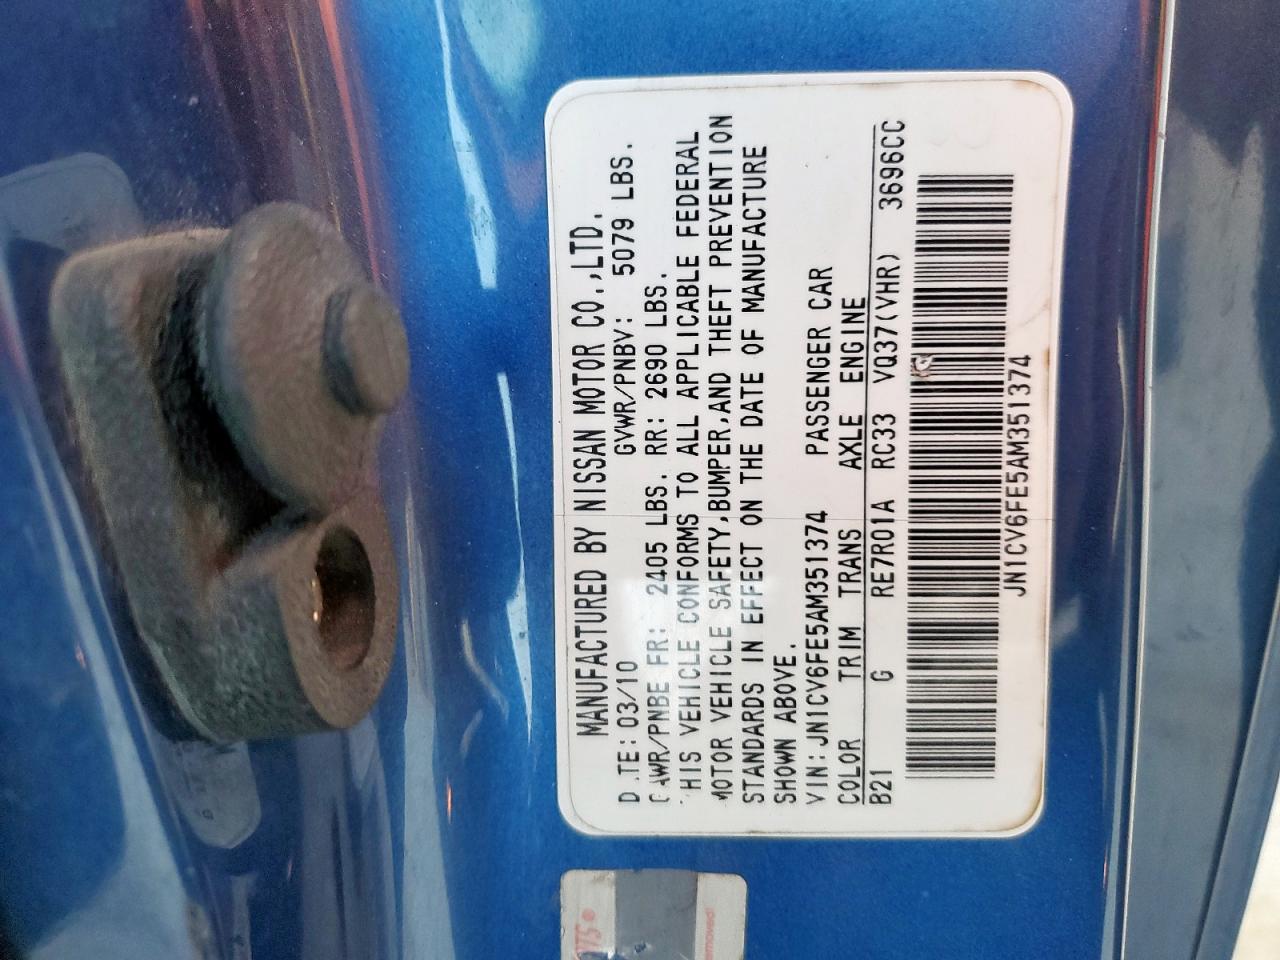 MANUFACTURED BY NISSAN MOTOR CO.,LTD.
DATE: 03/10 GVWR/PNBV: 5079 LBS.
GAWR/PNBE FR: 2405 LBS. RR: 2690 LBS.
THIS VEHICLE CONFORMS TO ALL APPLICABLE FEDERAL
MOTOR VEHICLE SAFETY,BUMPER,AND THEFT PREVENTION
STANDARDS IN EFFECT ON THE DATE OF MANUFACTURE
SHOWN ABOVE.
VIN: JN1CV6FE5AM351374 PASSENGER CAR
COLOR TRIM TRANS AXLE ENGINE
B21 G RE7R01A RC33 VQ37(VHR) 3696CC
JN1CV6FE5AM351374